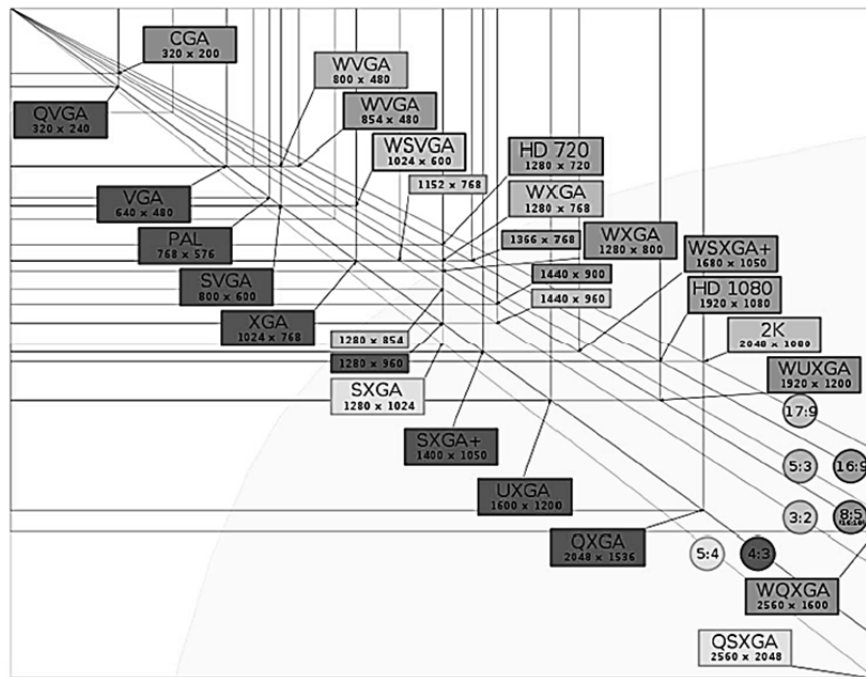 CGA
320 x 200
QVGA
320 x 240
WVGA
800 x 480
WVGA
854 x 480
WSVGA
1024 x 600
1152 x 768
HD 720
1280 x 720
WXGA
1280 x 768
1366 x 768
WXGA
1280 x 800
WSXGA+
1680 x 1050
VGA
640 x 480
PAL
768 x 576
SVGA
800 x 600
XGA
1024 x 768
1440 x 900
1440 x 960
HD 1080
1920 x 1080
2K
2048 x 1080
1280 x 854
1280 x 960
SXGA
1280 x 1024
WUXGA
1920 x 1200
17:9
SXGA+
1400 x 1050
5:3
16:9
UXGA
1600 x 1200
3:2
8:5
(16:10)
QXGA
2048 x 1536
5:4
4:3
WQXGA
2560 x 1600
QSXGA
2560 x 2048